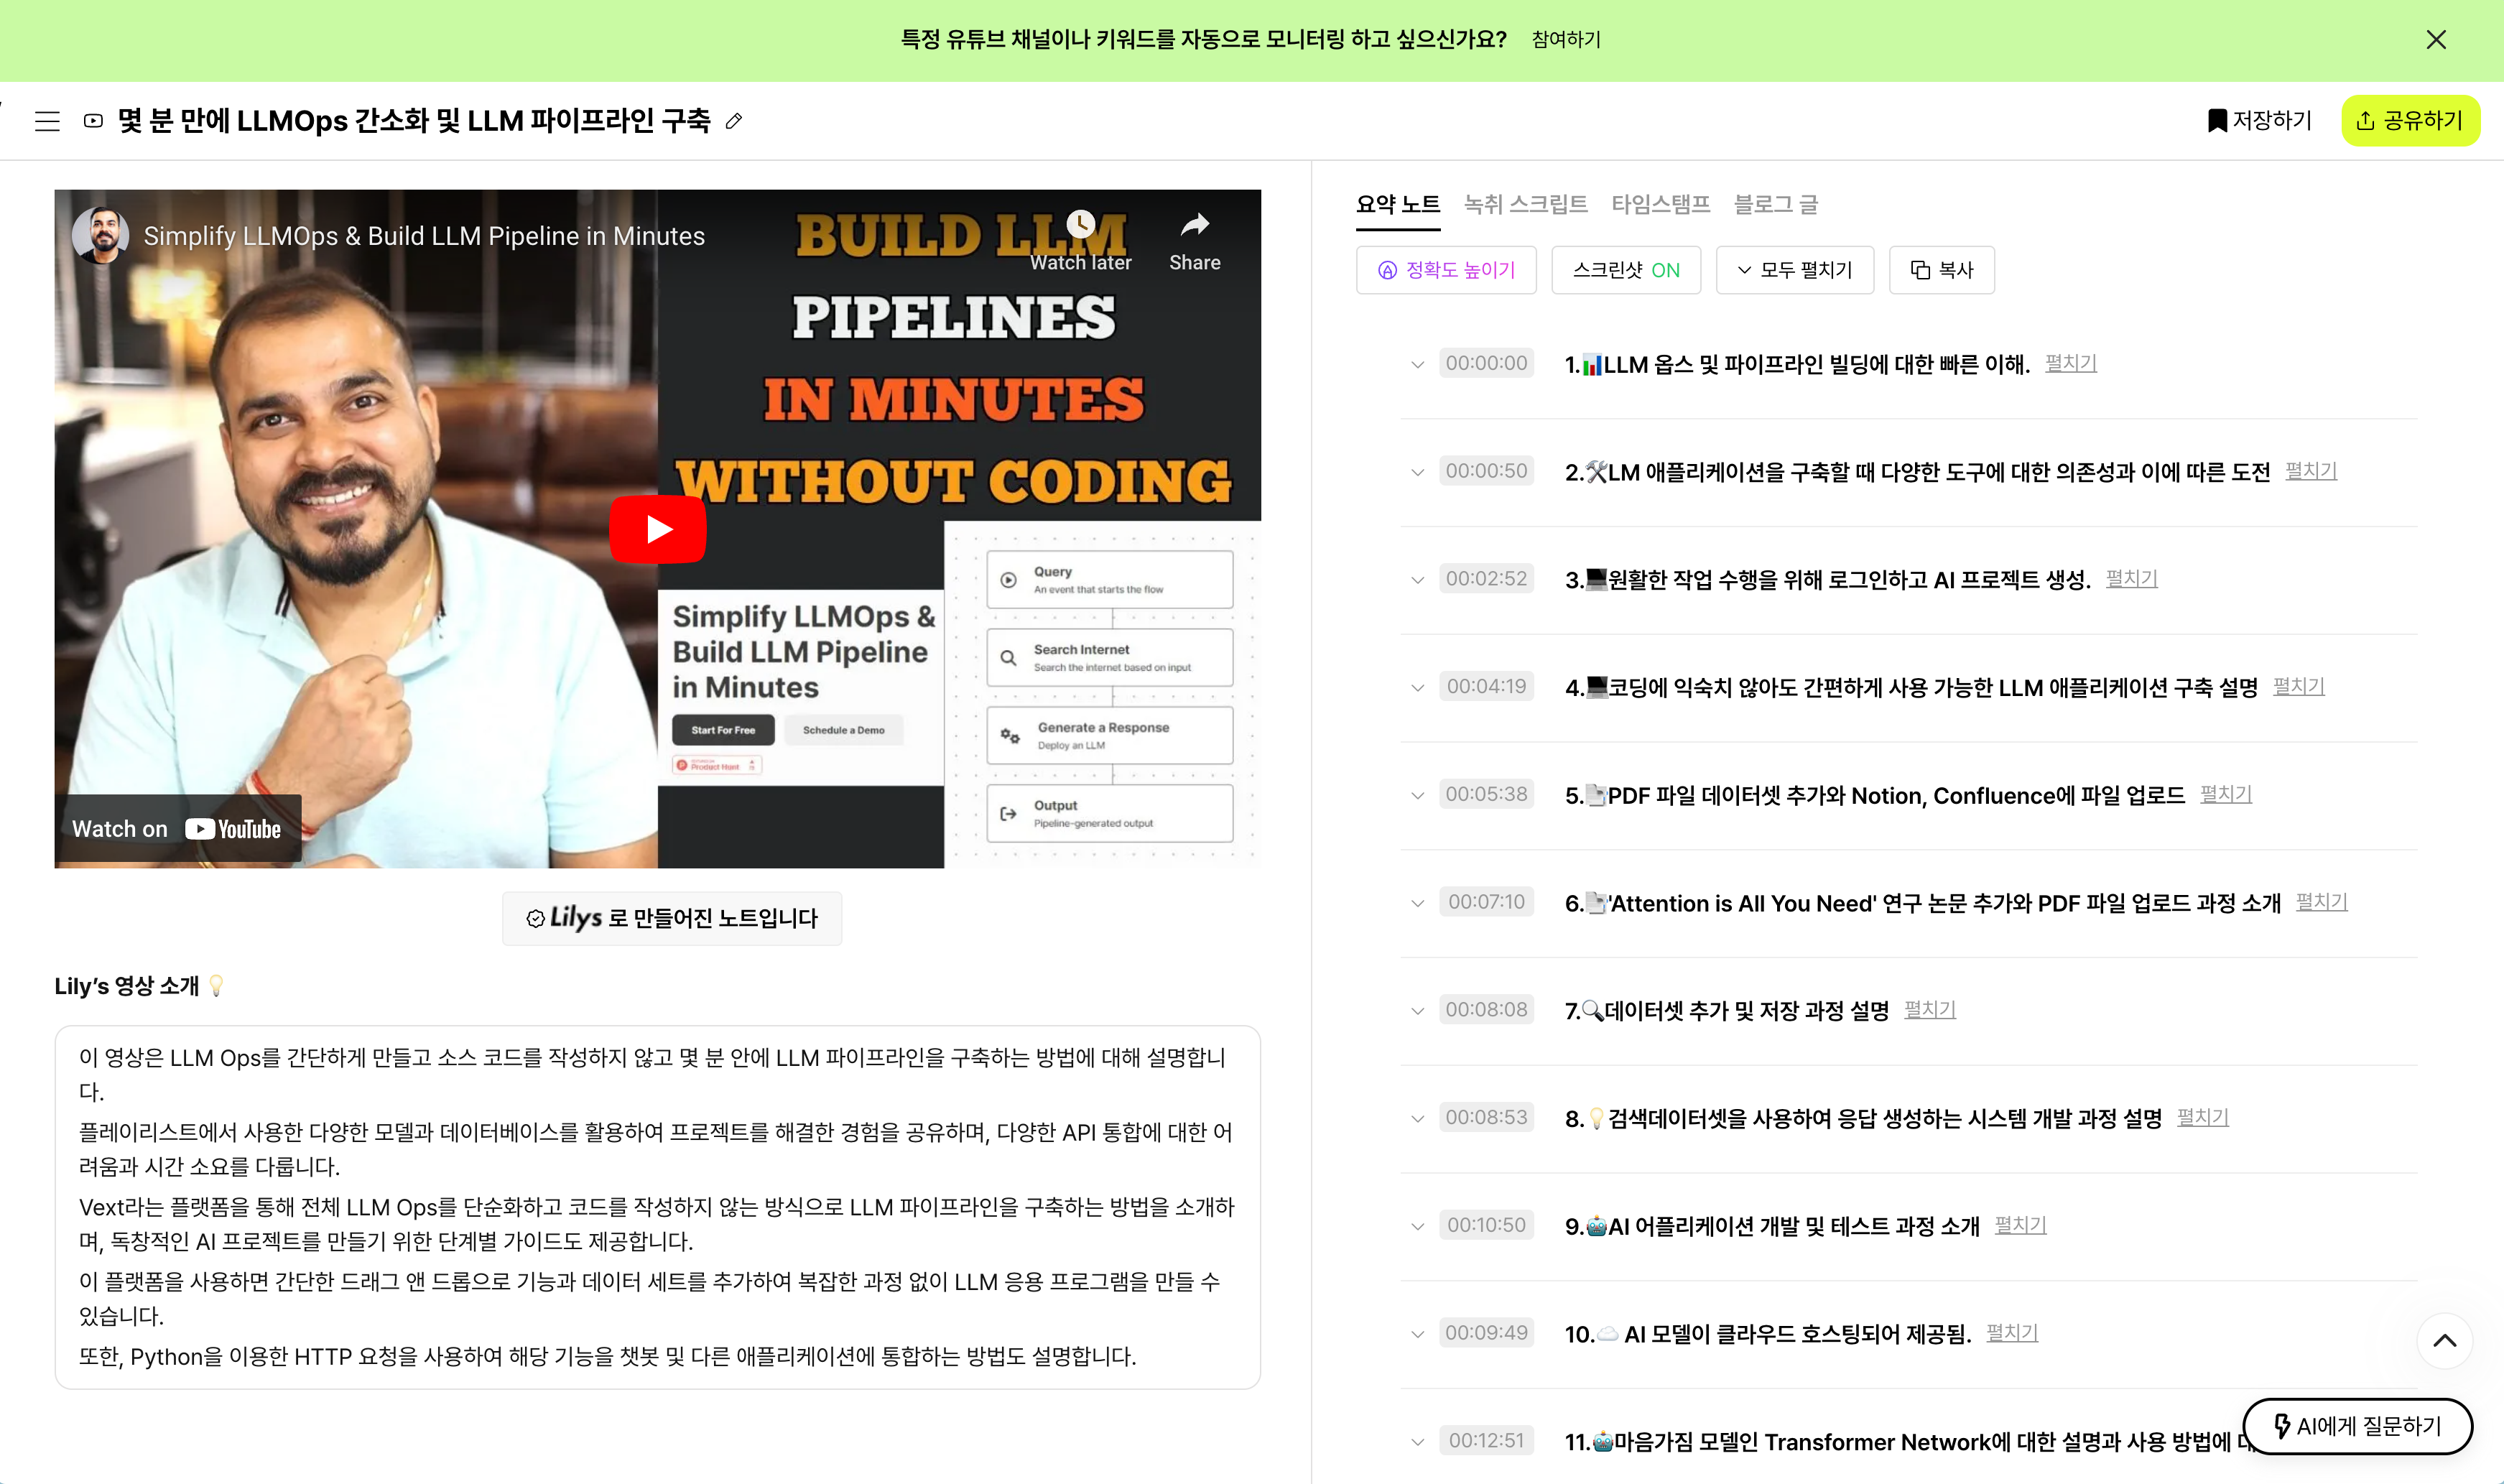 특정 유튜브 채널이나 키워드를 자동으로 모니터링 하고 싶으신가요? 참여하기
몇 분 만에 LLMOps 간소화 및 LLM 파이프라인 구축
저장하기
공유하기
Simplify LLMOps & Build LLM Pipeline in Minutes
Watch later
Share
BUILD LLM
PIPELINES
IN MINUTES
WITHOUT CODING
Simplify LLMOps &
Build LLM Pipeline
in Minutes
Start For Free
Schedule a Demo
Product Hunt
Query
An event that starts the flow
Search Internet
Search the internet based on input
Generate a Response
Deploy an LLM
Output
Pipeline-generated output
Watch on YouTube
Lilys 로 만들어진 노트입니다
Lily’s 영상 소개 💡
이 영상은 LLM Ops를 간단하게 만들고 소스 코드를 작성하지 않고 몇 분 안에 LLM 파이프라인을 구축하는 방법에 대해 설명합니
다.
플레이리스트에서 사용한 다양한 모델과 데이터베이스를 활용하여 프로젝트를 해결한 경험을 공유하며, 다양한 API 통합에 대한 어
려움과 시간 소요를 다룹니다.
Vext라는 플랫폼을 통해 전체 LLM Ops를 단순화하고 코드를 작성하지 않는 방식으로 LLM 파이프라인을 구축하는 방법을 소개하
며, 독창적인 AI 프로젝트를 만들기 위한 단계별 가이드도 제공합니다.
이 플랫폼을 사용하면 간단한 드래그 앤 드롭으로 기능과 데이터 세트를 추가하여 복잡한 과정 없이 LLM 응용 프로그램을 만들 수
있습니다.
또한, Python을 이용한 HTTP 요청을 사용하여 해당 기능을 챗봇 및 다른 애플리케이션에 통합하는 방법도 설명합니다.
요약 노트 녹취 스크립트 타임스탬프 블로그 글
정확도 높이기 스크린샷 ON 모두 펼치기 복사
00:00:00 1.📊LLM 옵스 및 파이프라인 빌딩에 대한 빠른 이해. 펼치기
00:00:50 2.🛠LM 애플리케이션을 구축할 때 다양한 도구에 대한 의존성과 이에 따른 도전 펼치기
00:02:52 3.💻원활한 작업 수행을 위해 로그인하고 AI 프로젝트 생성. 펼치기
00:04:19 4.💻코딩에 익숙치 않아도 간편하게 사용 가능한 LLM 애플리케이션 구축 설명 펼치기
00:05:38 5.📑PDF 파일 데이터셋 추가와 Notion, Confluence에 파일 업로드 펼치기
00:07:10 6.📑'Attention is All You Need' 연구 논문 추가와 PDF 파일 업로드 과정 소개 펼치기
00:08:08 7.🔍데이터셋 추가 및 저장 과정 설명 펼치기
00:08:53 8.💡검색데이터셋을 사용하여 응답 생성하는 시스템 개발 과정 설명 펼치기
00:10:50 9.🤖AI 어플리케이션 개발 및 테스트 과정 소개 펼치기
00:09:49 10.☁️ AI 모델이 클라우드 호스팅되어 제공됨. 펼치기
00:12:51 11.🤖마음가짐 모델인 Transformer Network에 대한 설명과 사용 방법에
AI에게 질문하기